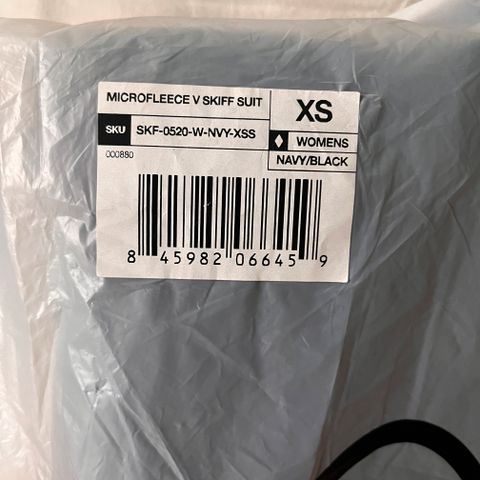 MICROFLEECE V SKIFF SUIT
XS
SKU SKF-0520-W-NVY-XSS
WOMENS
000880
NAVY/BLACK
8 45982 06645 9